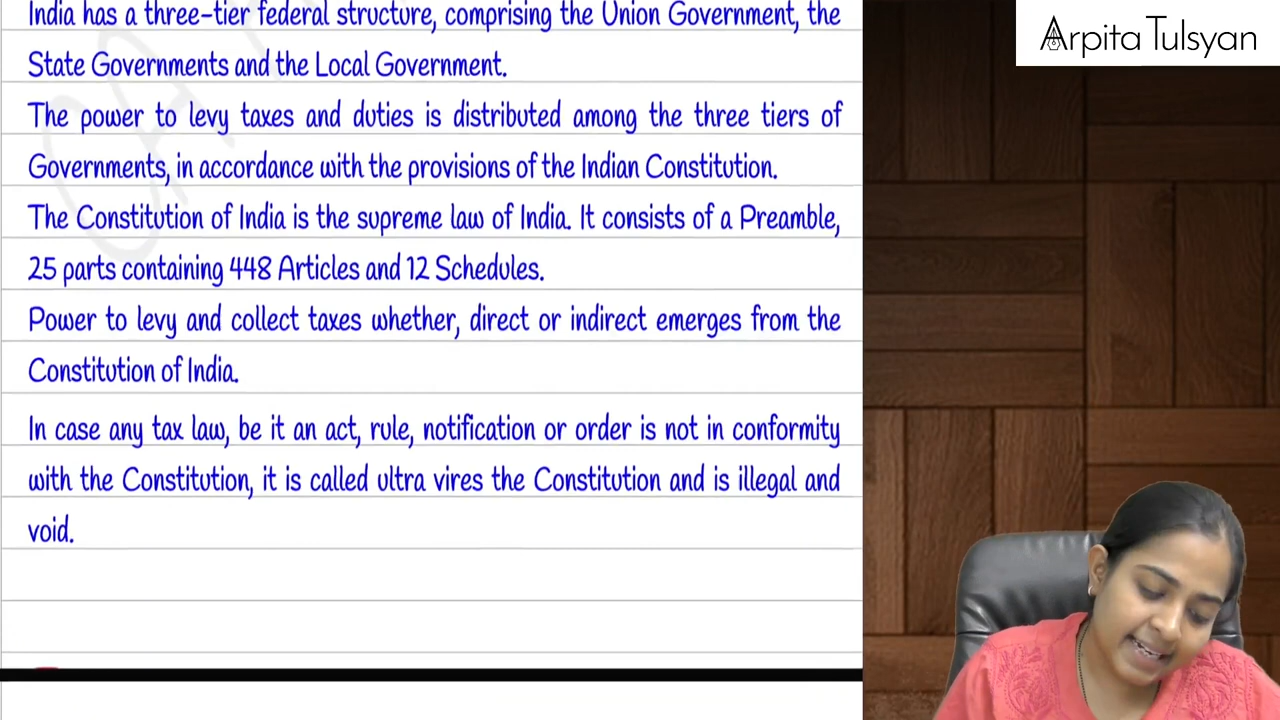 India has a three-tier federal structure, comprising the Union Government, the
Arpita Tulsyan
State Governments and the Local Government.
The power to levy taxes and duties is distributed among the three tiers of
Governments, in accordance with the provisions of the Indian Constitution.
The Constitution of India is the supreme law of India. It consists of a Preamble,
25 parts containing 448 Articles and 12 Schedules.
Power to levy and collect taxes whether, direct or indirect emerges from the
Constitution of India.
In case any tax law, be it an act, rule, notification or order is not in conformity
with the Constitution, it is called ultra vires the Constitution and is illegal and
void.